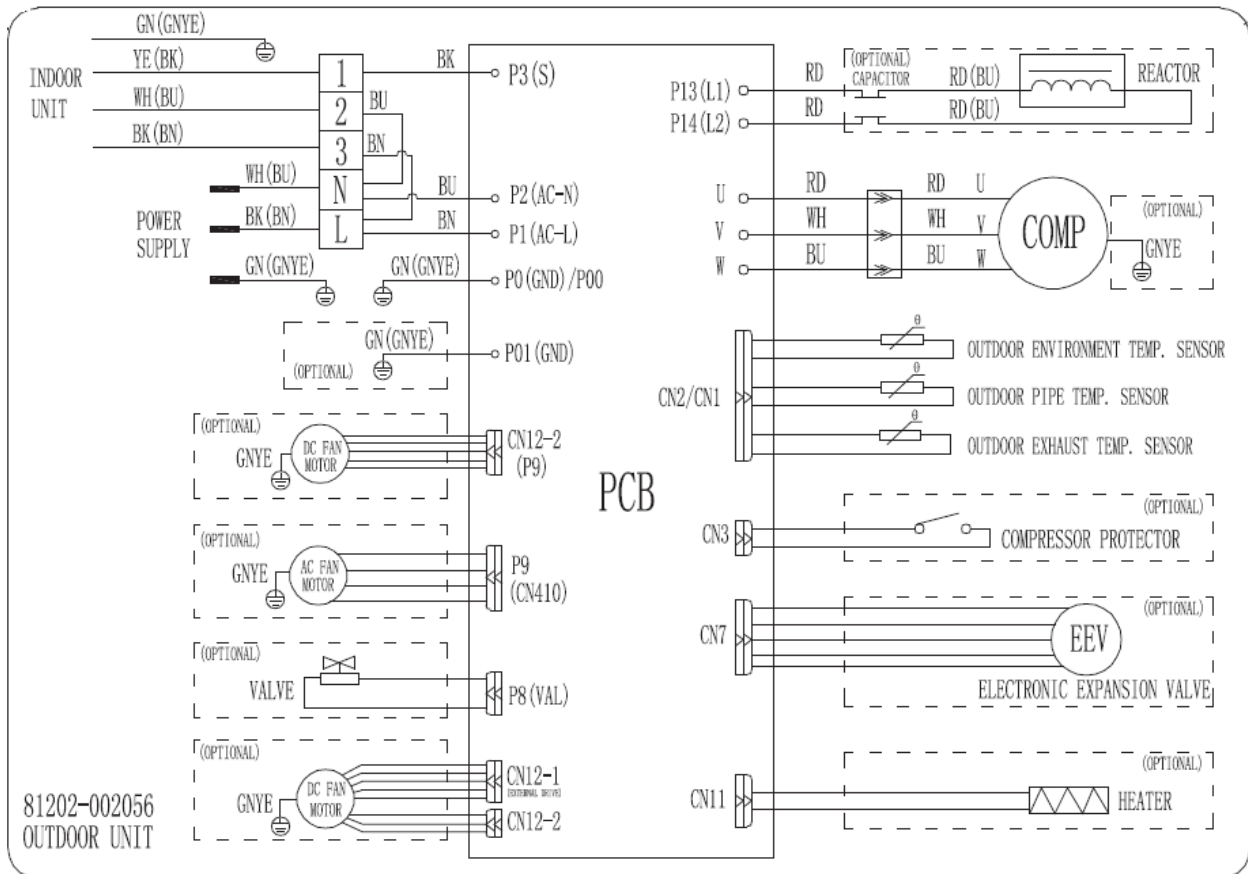 GN(GNYE)
INDOOR
UNIT
YE(BK)
WH(BU)
BK(BN)
1
2
3
N
L
BK
BU
BN
BU
BN
P3(S)
POWER
SUPPLY
WH(BU)
BK(BN)
GN(GNYE)
GN(GNYE)
P2(AC-N)
P1(AC-L)
P0(GND)/P00
GN(GNYE)
(OPTIONAL)
P01(GND)
(OPTIONAL)
GNYE
DC FAN
MOTOR
CN12-2
(P9)
(OPTIONAL)
GNYE
AC FAN
MOTOR
P9
(CN410)
(OPTIONAL)
VALVE
P8(VAL)
(OPTIONAL)
GNYE
DC FAN
MOTOR
CN12-1
(EXTERNAL DRIVE)
CN12-2
81202-002056
OUTDOOR UNIT
PCB
P13(L1)
P14(L2)
RD
RD
(OPTIONAL)
CAPACITOR
RD(BU)
RD(BU)
REACTOR
U
V
W
RD
WH
BU
RD
WH
BU
U
V
W
COMP
(OPTIONAL)
GNYE
CN2/CN1
θ
OUTDOOR ENVIRONMENT TEMP. SENSOR
θ
OUTDOOR PIPE TEMP. SENSOR
θ
OUTDOOR EXHAUST TEMP. SENSOR
CN3
(OPTIONAL)
COMPRESSOR PROTECTOR
CN7
(OPTIONAL)
EEV
ELECTRONIC EXPANSION VALVE
CN11
(OPTIONAL)
HEATER